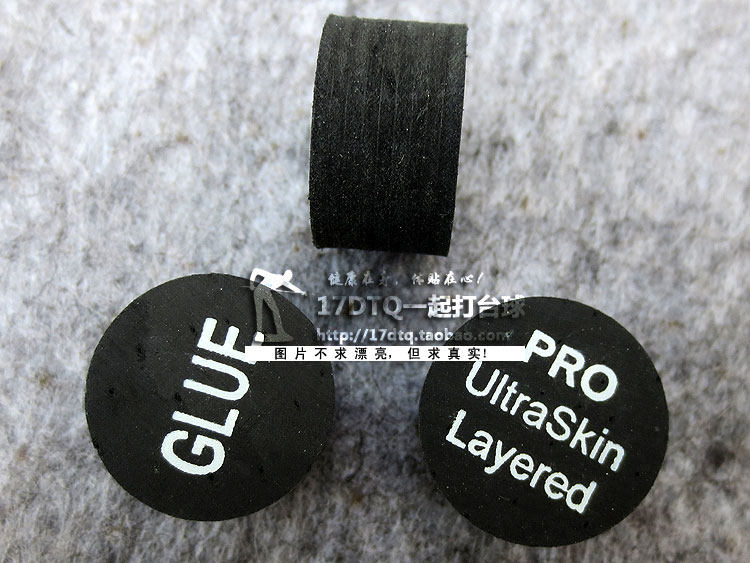 健康在身，体贴在心！
17DTQ一起打台球
http://17dtq.taobao.com
图片不求漂亮，但求真实！
GLUE
PRO
UltraSkin
Layered